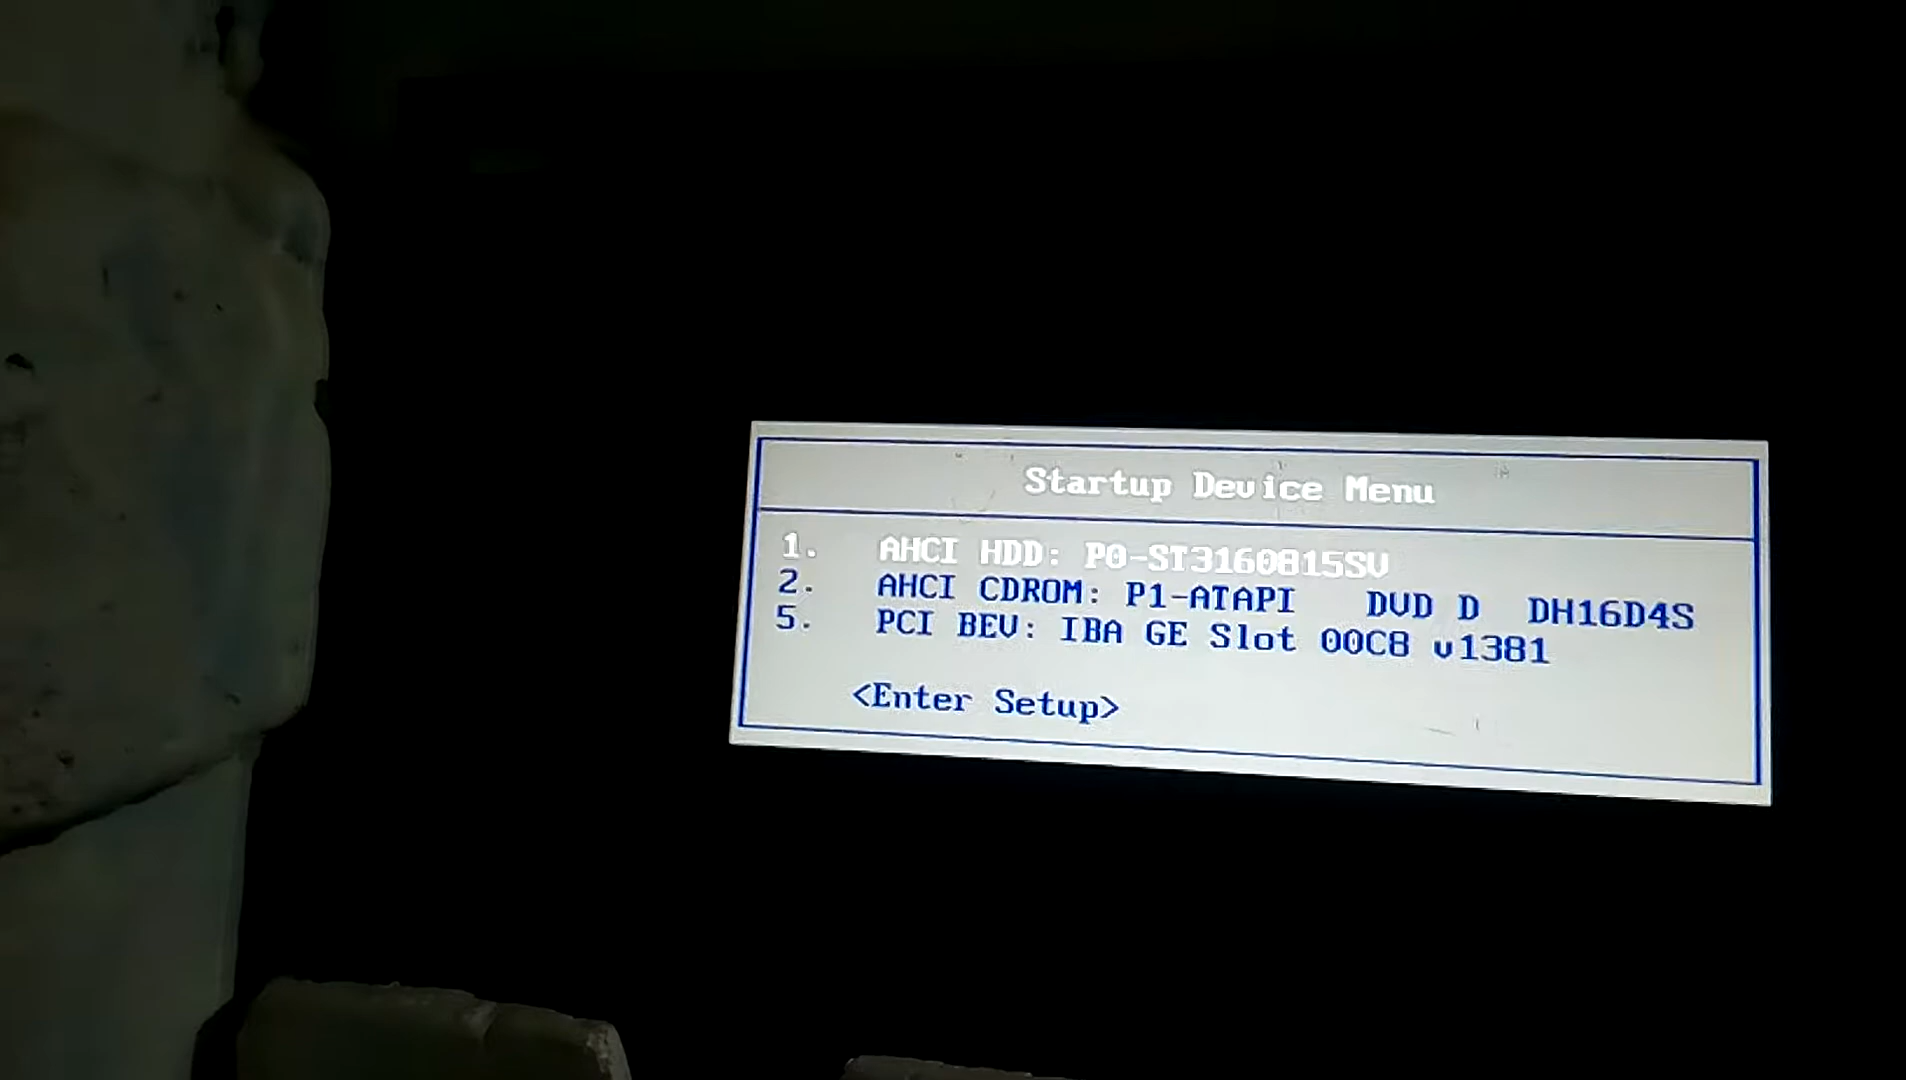 Startup Device Menu
1. AHCI HDD: P0-ST3160815SV
2. AHCI CDROM: P1-ATAPI DVD D DH16D4S
5. PCI BEV: IBA GE Slot 00C8 v1381
<Enter Setup>